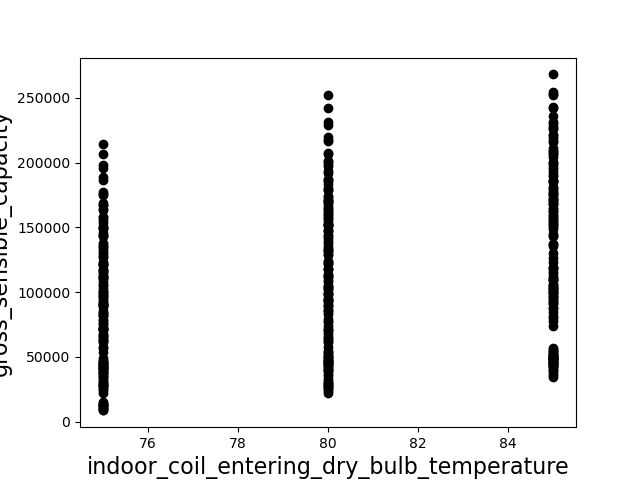 250000
200000
150000
100000
50000
0
gross_sensible_capacity
76 78 80 82 84
indoor_coil_entering_dry_bulb_temperature